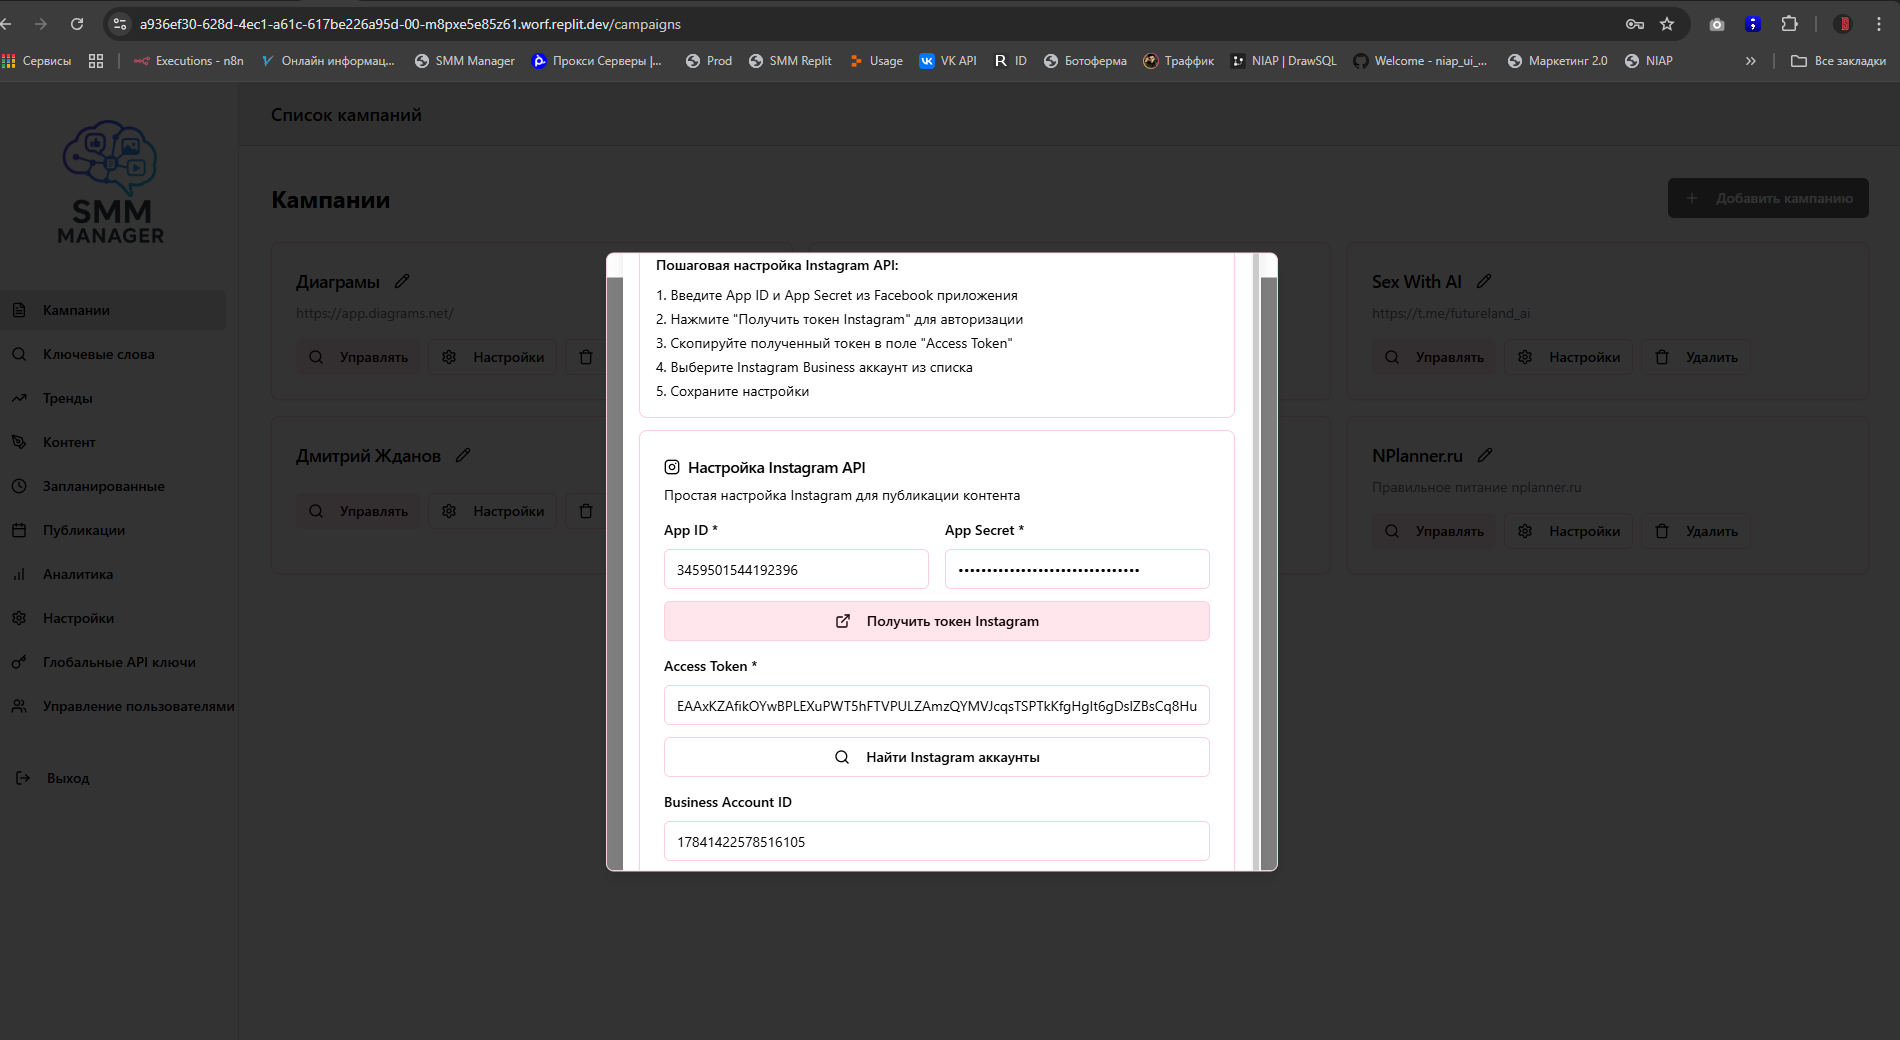 a936ef30-628d-4ec1-a61c-617be226a95d-00-m8pxe5e85z61.worf.replit.dev/campaigns
Сервисы
Executions - n8n
Онлайн информац...
SMM Manager
Прокси Серверы |...
Prod
SMM Replit
Usage
VK API
R ID
Ботоферма
Траффик
NIAP | DrawSQL
Welcome - niap_ui_...
Маркетинг 2.0
NIAP
Все закладки
SMM
MANAGER
Кампании
Ключевые слова
Тренды
Контент
Запланированные
Публикации
Аналитика
Настройки
Глобальные API ключи
Управление пользователями
Выход
Список кампаний
Кампании
Добавить кампанию
Диаграмы
https://app.diagrams.net/
Управлять
Настройки
Sex With AI
https://t.me/futureland_ai
Управлять
Настройки
Удалить
Дмитрий Жданов
Управлять
Настройки
NPlanner.ru
Правильное питание nplanner.ru
Управлять
Настройки
Удалить
Пошаговая настройка Instagram API:
1. Введите App ID и App Secret из Facebook приложения
2. Нажмите "Получить токен Instagram" для авторизации
3. Скопируйте полученный токен в поле "Access Token"
4. Выберите Instagram Business аккаунт из списка
5. Сохраните настройки
Настройка Instagram API
Простая настройка Instagram для публикации контента
App ID *
App Secret *
3459501544192396
••••••••••••••••••••••••••••••••
Получить токен Instagram
Access Token *
EAAxKZAfikOYwBPLEXuPWT5hFTVPULZAmzQYMVJcqsTSPTkKfgHgIt6gDslZBsCq8Hu
Найти Instagram аккаунты
Business Account ID
17841422578516105